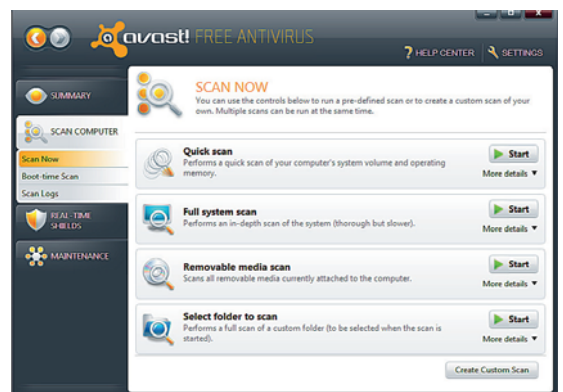 avast! FREE ANTIVIRUS
? HELP CENTER
SETTINGS
SUMMARY
SCAN COMPUTER
Scan Now
Boot-time Scan
Scan Logs
REAL-TIME
SHIELDS
MAINTENANCE
SCAN NOW
You can use the controls below to run a pre-defined scan or to create a custom scan of your
own. Multiple scans can be run at the same time.
Quick scan
Performs a quick scan of your computer's system volume and operating
memory.
Start
More details ▼
Full system scan
Performs an in-depth scan of the system (thorough but slower).
Start
More details ▼
Removable media scan
Scans all removable media currently attached to the computer.
Start
More details ▼
Select folder to scan
Performs a full scan of a custom folder (to be selected when the scan is
started).
Start
More details ▼
Create Custom Scan